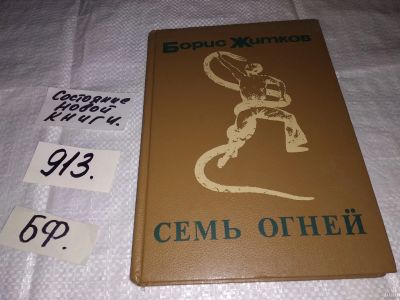 Состояние
Новой
книги.
913.
БФ.
Борис Житков
СЕМЬ ОГНЕЙ